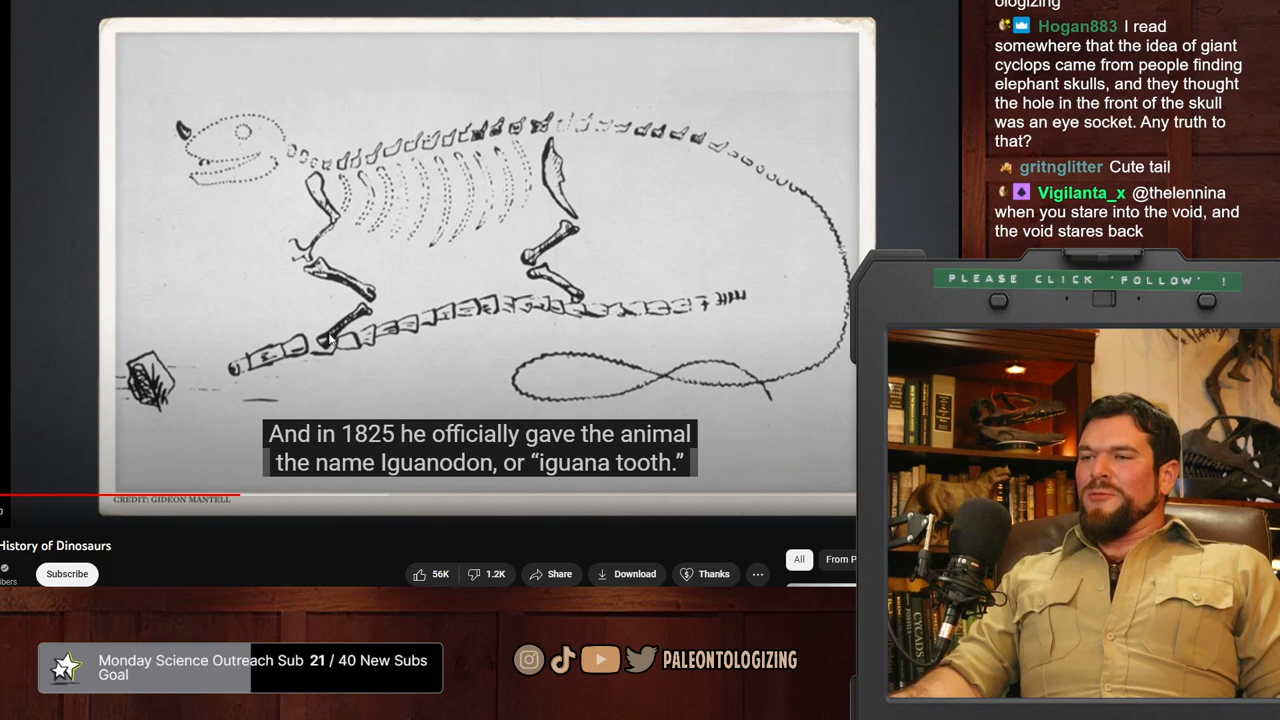 ologizing
Hogan883 I read
somewhere that the idea of giant
cyclops came from people finding
elephant skulls, and they thought
the hole in the front of the skull
was an eye socket. Any truth to
that?
gritnglitter Cute tail
Vigilanta_x @thelennina
when you stare into the void, and
the void stares back
PLEASE CLICK 'FOLLOW' !
And in 1825 he officially gave the animal
the name Iguanodon, or “iguana tooth.”
CREDIT: GIDEON MANTELL
History of Dinosaurs
Subscribe
56K
1.2K
Share
Download
Thanks
All
From P
CYCADS
Monday Science Outreach Sub 21 / 40 New Subs
Goal
PALEONTOLOGIZING